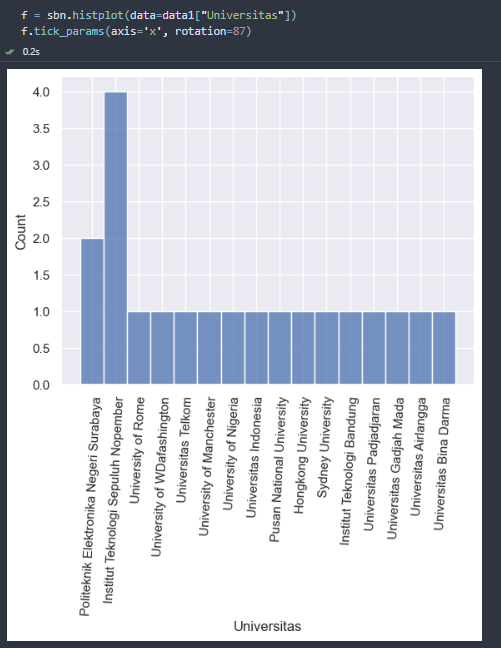 f = sbn.histplot(data=data1["Universitas"])
f.tick_params(axis='x', rotation=87)
0.2s
4.0
3.5
3.0
2.5
2.0
1.5
1.0
0.5
0.0
Count
Politeknik Elektronika Negeri Surabaya
Institut Teknologi Sepuluh Nopember
University of Rome
University of WDafashington
Universitas Telkom
University of Manchester
University of Nigeria
Universitas Indonesia
Pusan National University
Hongkong University
Sydney University
Institut Teknologi Bandung
Universitas Padjadjaran
Universitas Gadjah Mada
Universitas Airlangga
Universitas Bina Darma
Universitas